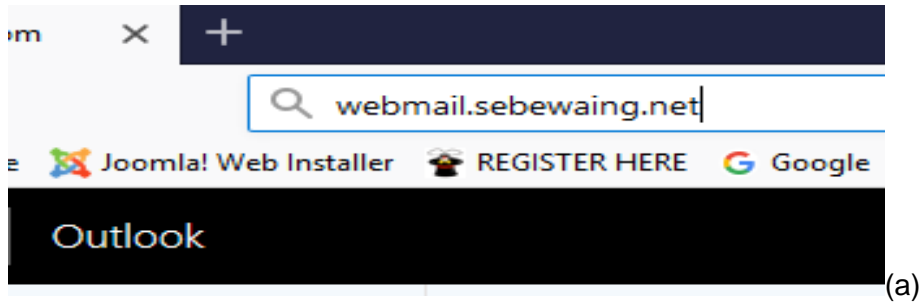 om × +
webmail.sebewaing.net
e Joomla! Web Installer REGISTER HERE G Google
Outlook
(a)